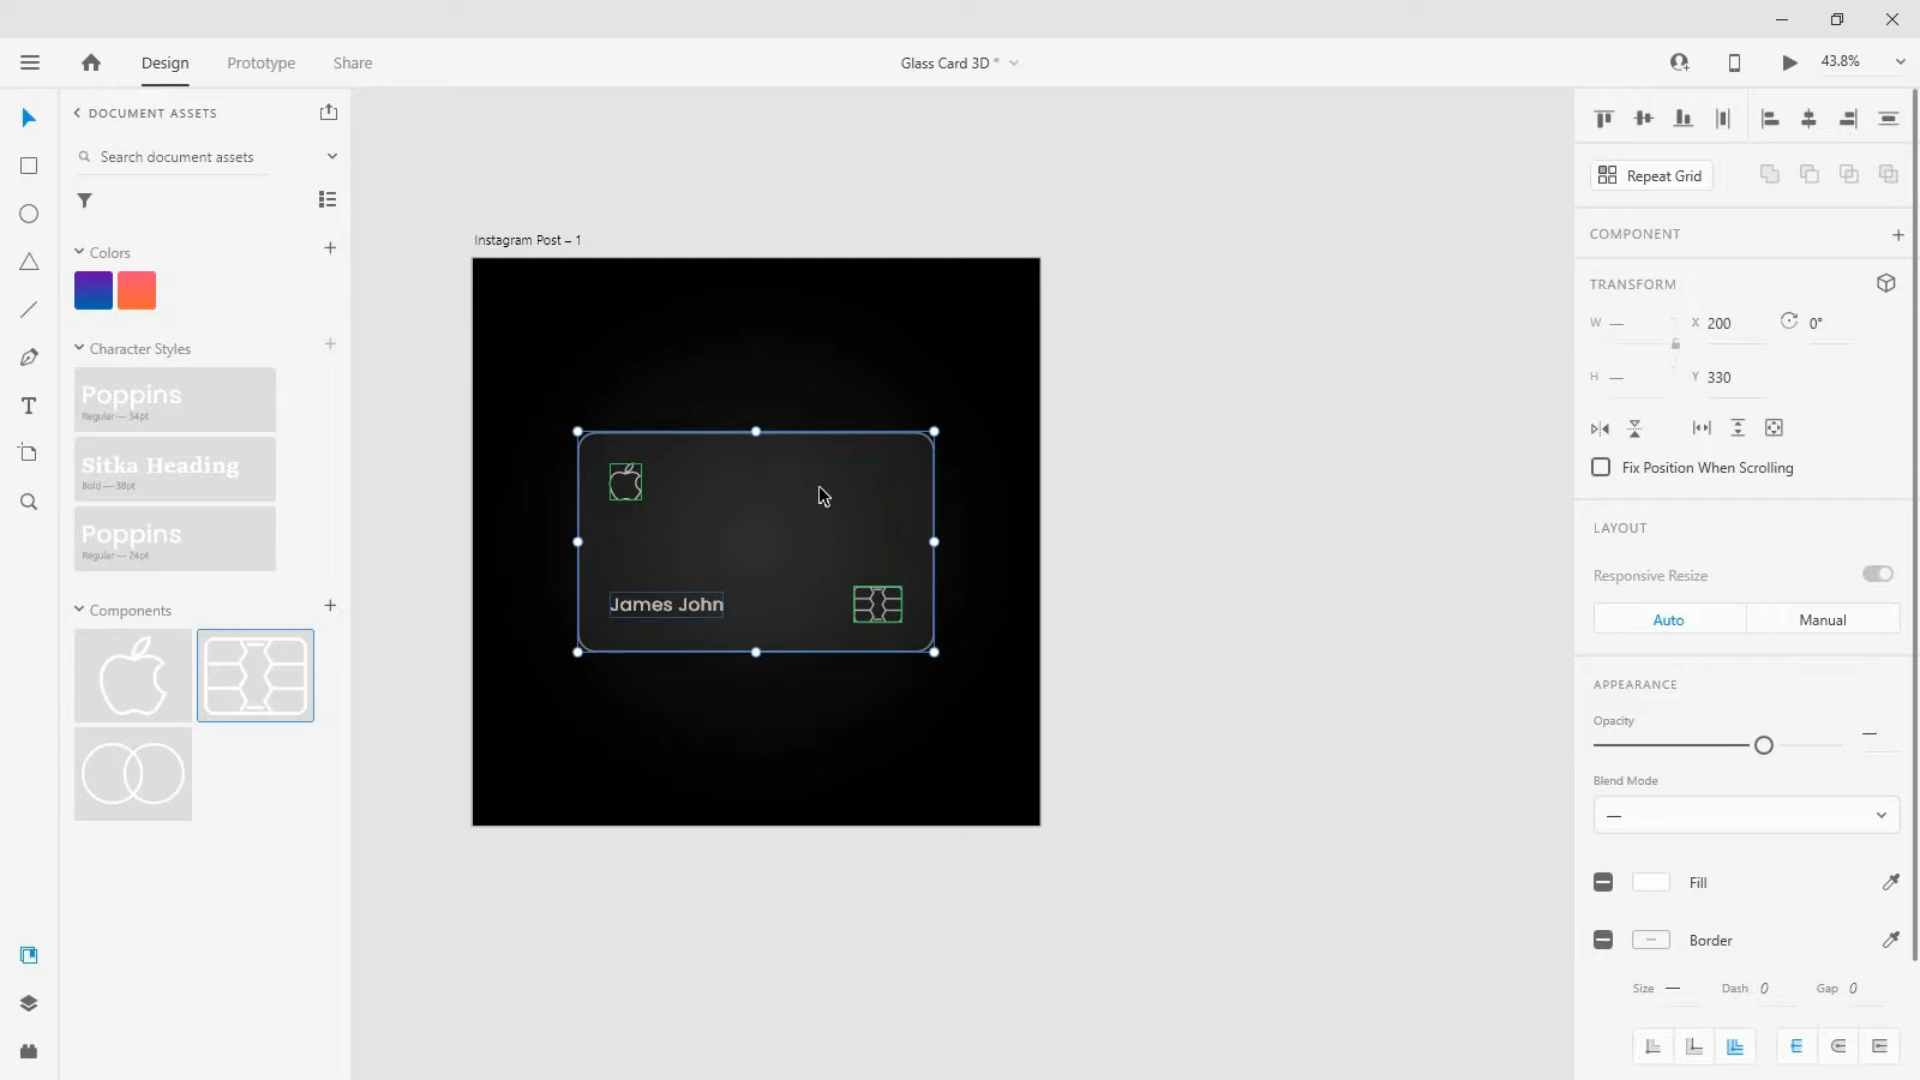 Design
Prototype
Share
Glass Card 3D *
43.8%
DOCUMENT ASSETS
Search document assets
Colors
Character Styles
Poppins
Regular — 34pt
Sitka Heading
Bold — 38pt
Poppins
Regular — 24pt
Components
Instagram Post – 1
James John
Repeat Grid
COMPONENT
TRANSFORM
W —
X 200
0°
H —
Y 330
Fix Position When Scrolling
LAYOUT
Responsive Resize
Auto
Manual
APPEARANCE
Opacity
—
Blend Mode
—
Fill
Border
Size —
Dash 0
Gap 0